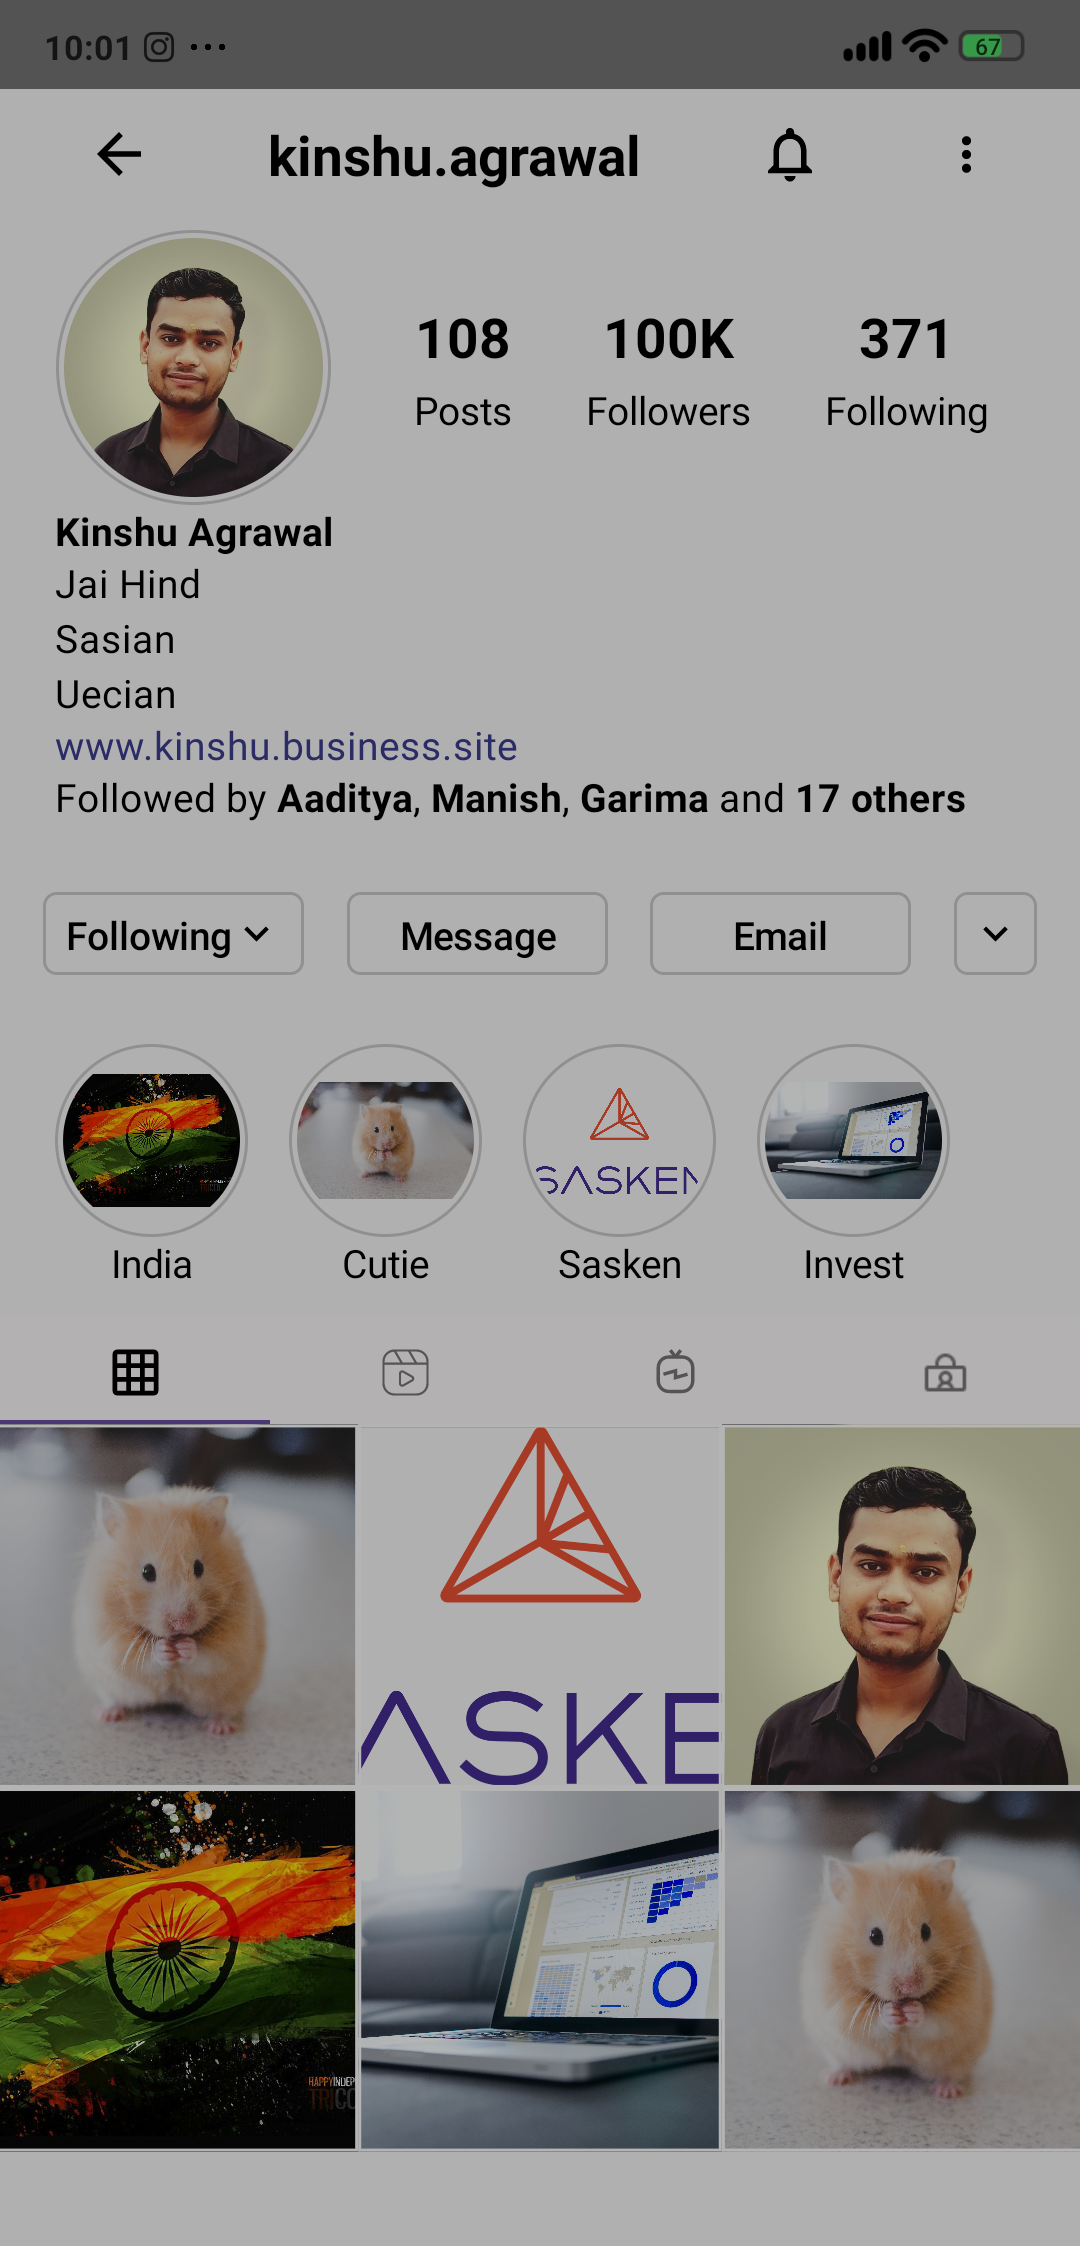 10:01
67
kinshu.agrawal
108 100K 371
Posts Followers Following
Kinshu Agrawal
Jai Hind
Sasian
Uecian
www.kinshu.business.site
Followed by Aaditya, Manish, Garima and 17 others
Following Message Email
SASKEN
India Cutie Sasken Invest
ASKE
HAPPY INDEP
TRICO